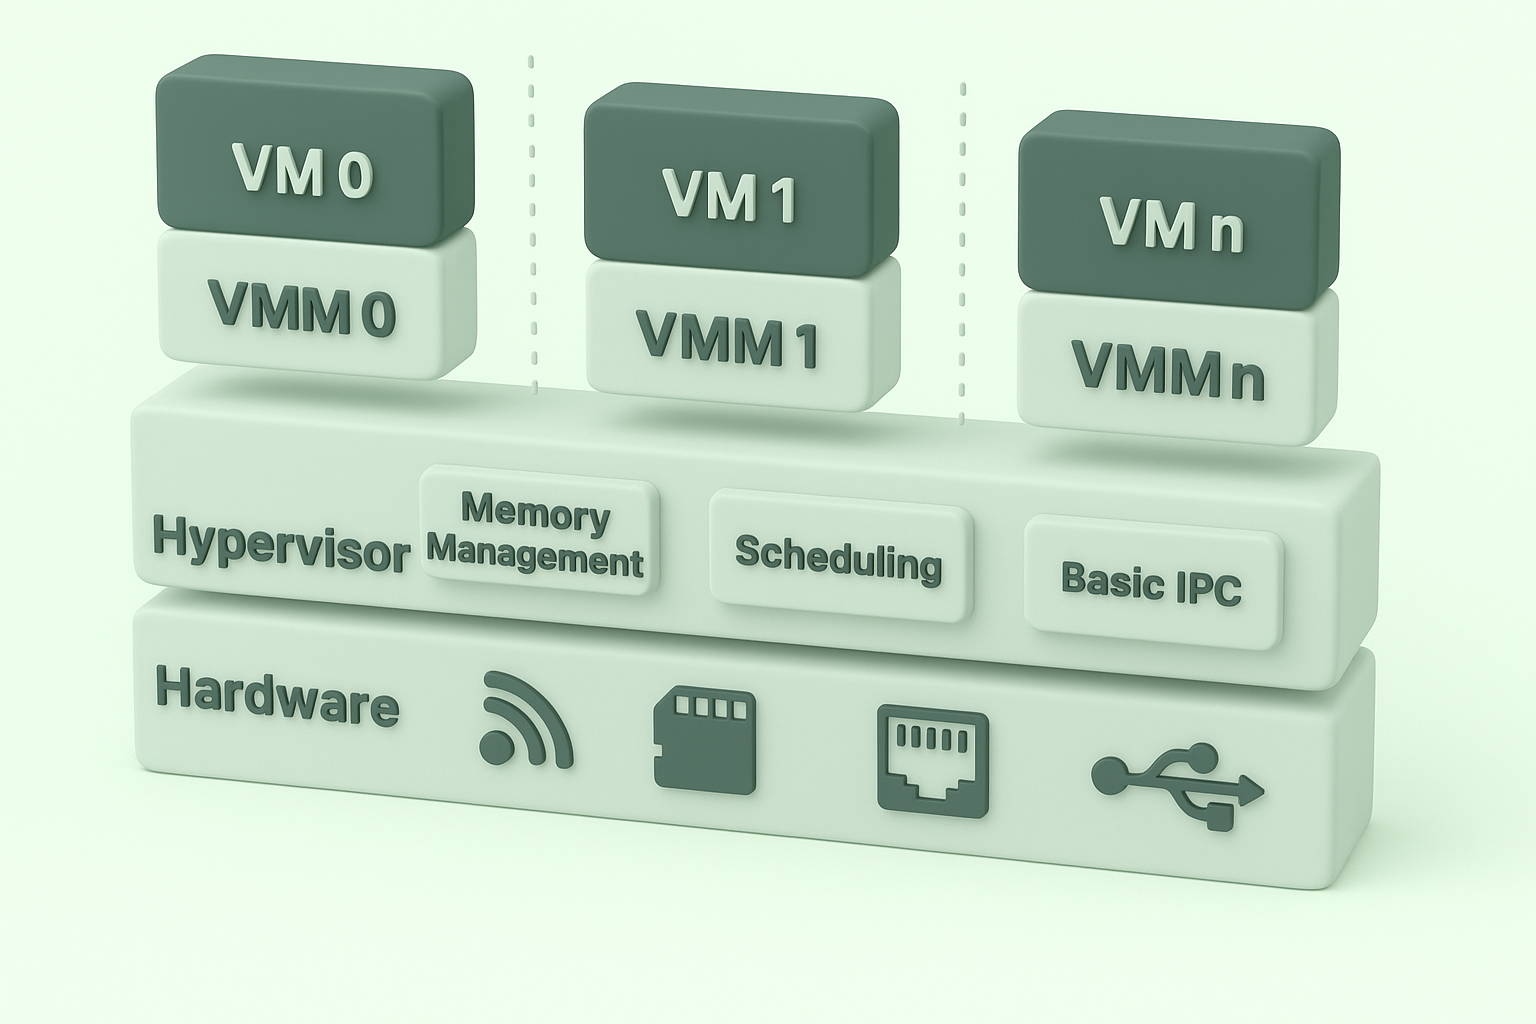 VM 0
VM 1
VM n
VMM 0
VMM 1
VMM n
Hypervisor
Memory
Management
Scheduling
Basic IPC
Hardware